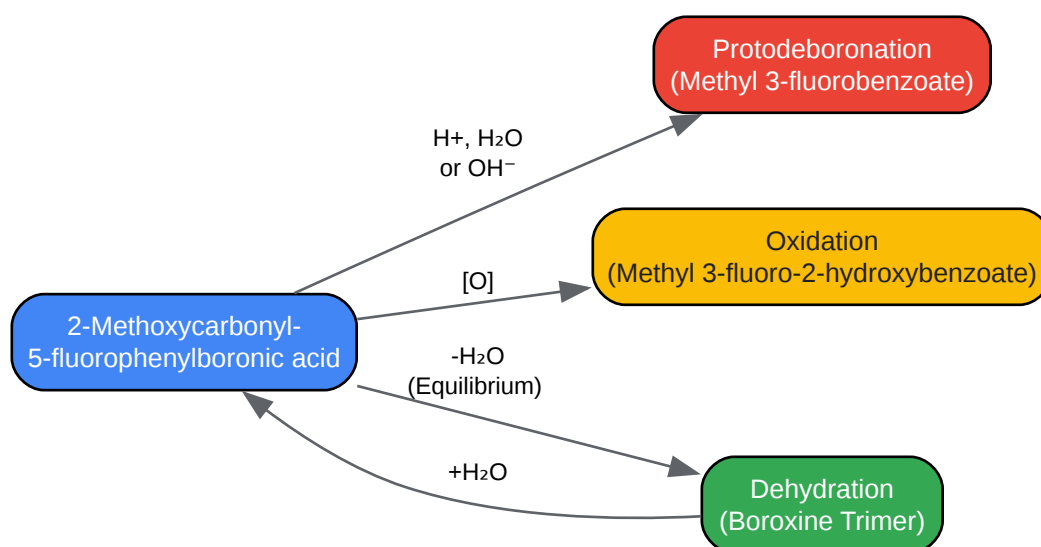 Protodeboronation
(Methyl 3-fluorobenzoate)
H+, H₂O
or OH⁻
Oxidation
(Methyl 3-fluoro-2-hydroxybenzoate)
[O]
2-Methoxycarbonyl-
5-fluorophenylboronic acid
-H₂O
(Equilibrium)
+H₂O
Dehydration
(Boroxine Trimer)